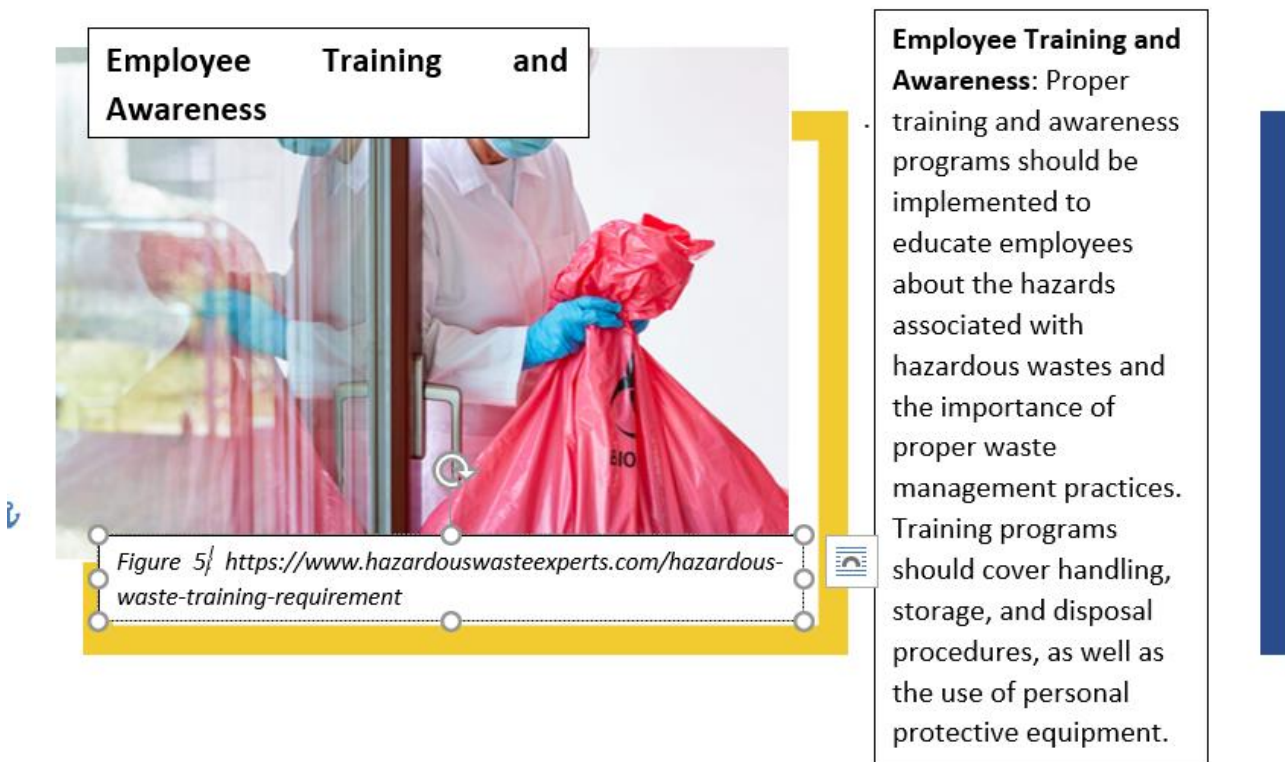 Employee Training and
Awareness
BIO
Figure 5 https://www.hazardouswasteexperts.com/hazardous-
waste-training-requirement
Employee Training and
Awareness: Proper
training and awareness
programs should be
implemented to
educate employees
about the hazards
associated with
hazardous wastes and
the importance of
proper waste
management practices.
Training programs
should cover handling,
storage, and disposal
procedures, as well as
the use of personal
protective equipment.